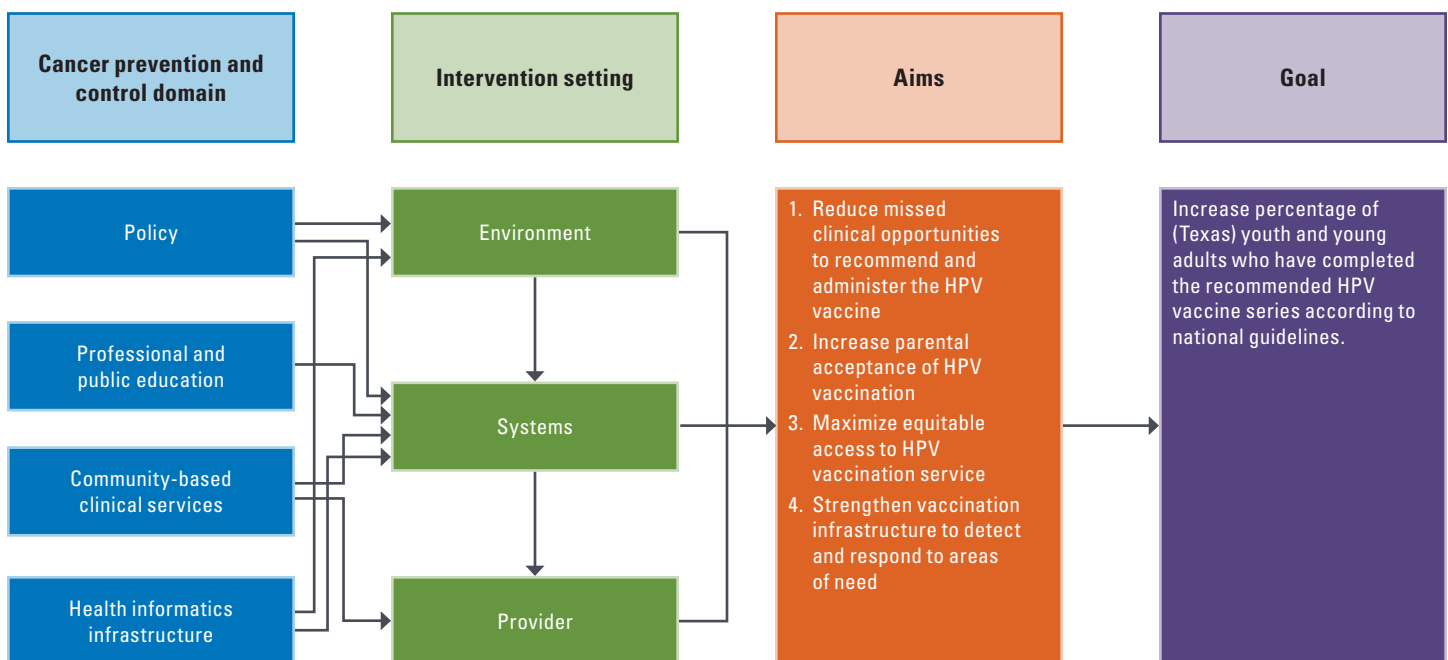 Cancer prevention and
control domain
Intervention setting
Aims
Goal
Policy
Professional and
public education
Community-based
clinical services
Health informatics
infrastructure
Environment
Systems
Provider
1. Reduce missed
clinical opportunities
to recommend and
administer the HPV
vaccine
2. Increase parental
acceptance of HPV
vaccination
3. Maximize equitable
access to HPV
vaccination service
4. Strengthen vaccination
infrastructure to detect
and respond to areas
of need
Increase percentage of
(Texas) youth and young
adults who have completed
the recommended HPV
vaccine series according to
national guidelines.